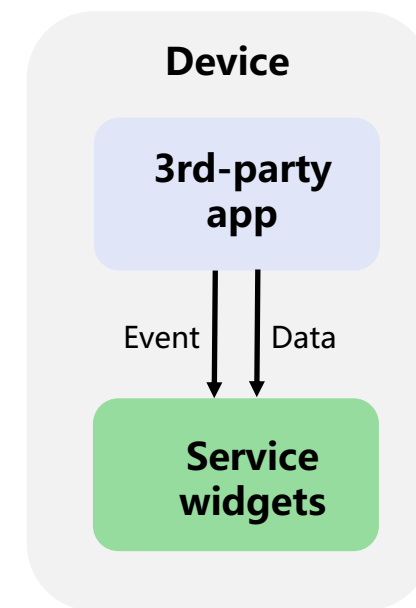 Device
3rd-party
app
Event
Data
Service
widgets